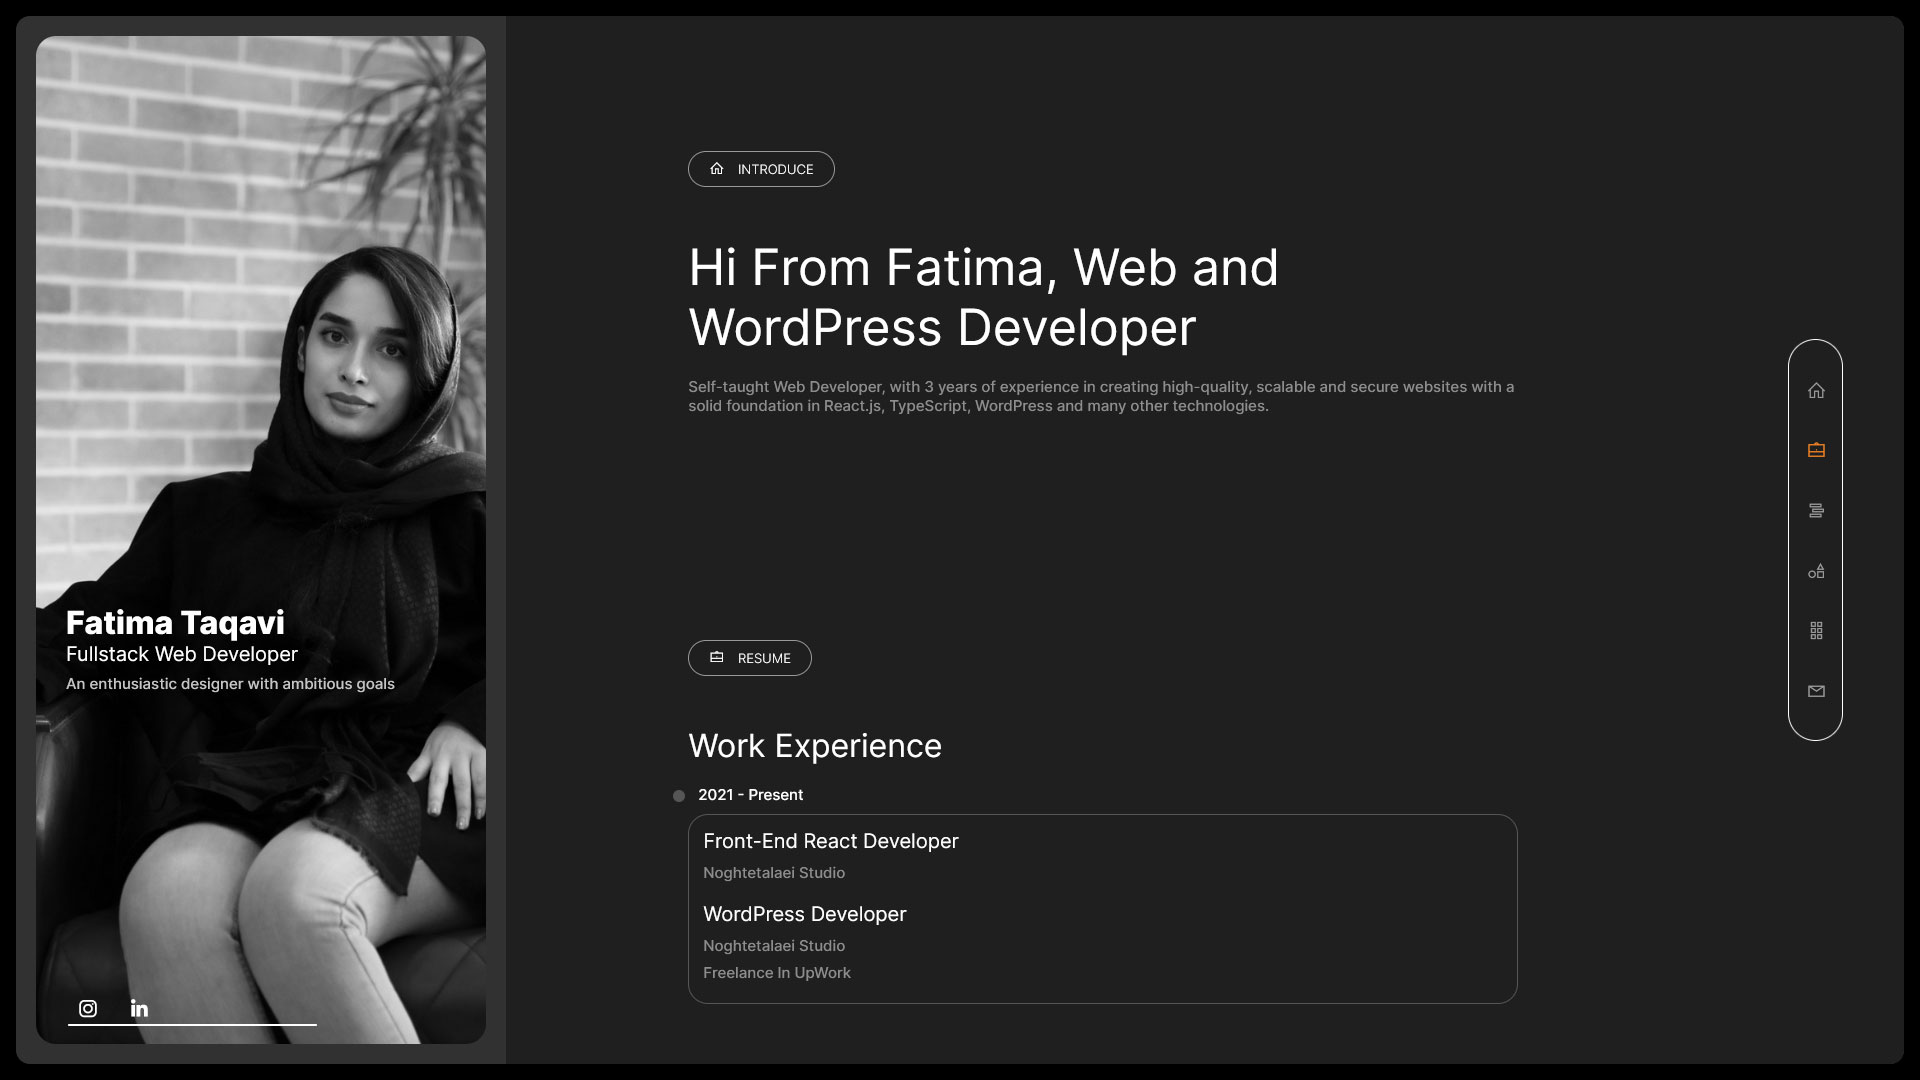 Fatima Taqavi
Fullstack Web Developer
An enthusiastic designer with ambitious goals
INTRODUCE
Hi From Fatima, Web and
WordPress Developer
Self-taught Web Developer, with 3 years of experience in creating high-quality, scalable and secure websites with a
solid foundation in React.js, TypeScript, WordPress and many other technologies.
RESUME
Work Experience
2021 - Present
Front-End React Developer
Noghtetalaei Studio
WordPress Developer
Noghtetalaei Studio
Freelance In UpWork